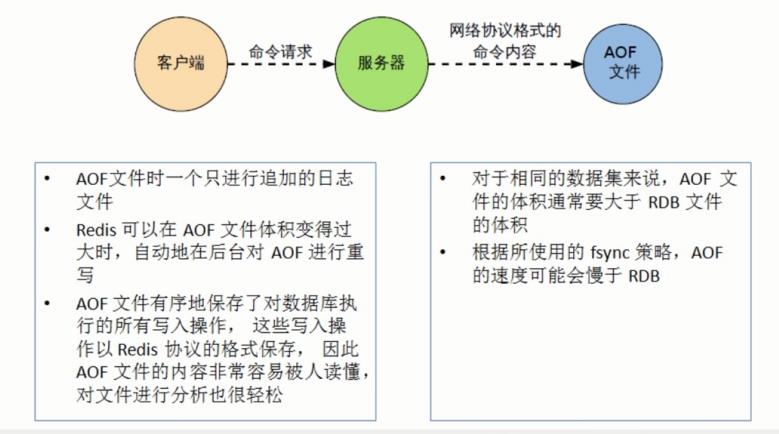 客户端
命令请求
服务器
网络协议格式的
命令内容
AOF
文件
• AOF文件时一个只进行追加的日志
文件
• Redis 可以在 AOF 文件体积变得过
大时，自动地在后台对 AOF 进行重
写
• AOF 文件有序地保存了对数据库执
行的所有写入操作， 这些写入操
作以 Redis 协议的格式保存， 因此
AOF 文件的内容非常容易被人读懂，
对文件进行分析也很轻松
• 对于相同的数据集来说，AOF 文
件的体积通常要大于 RDB 文件
的体积
• 根据所使用的 fsync 策略，AOF
的速度可能会慢于 RDB